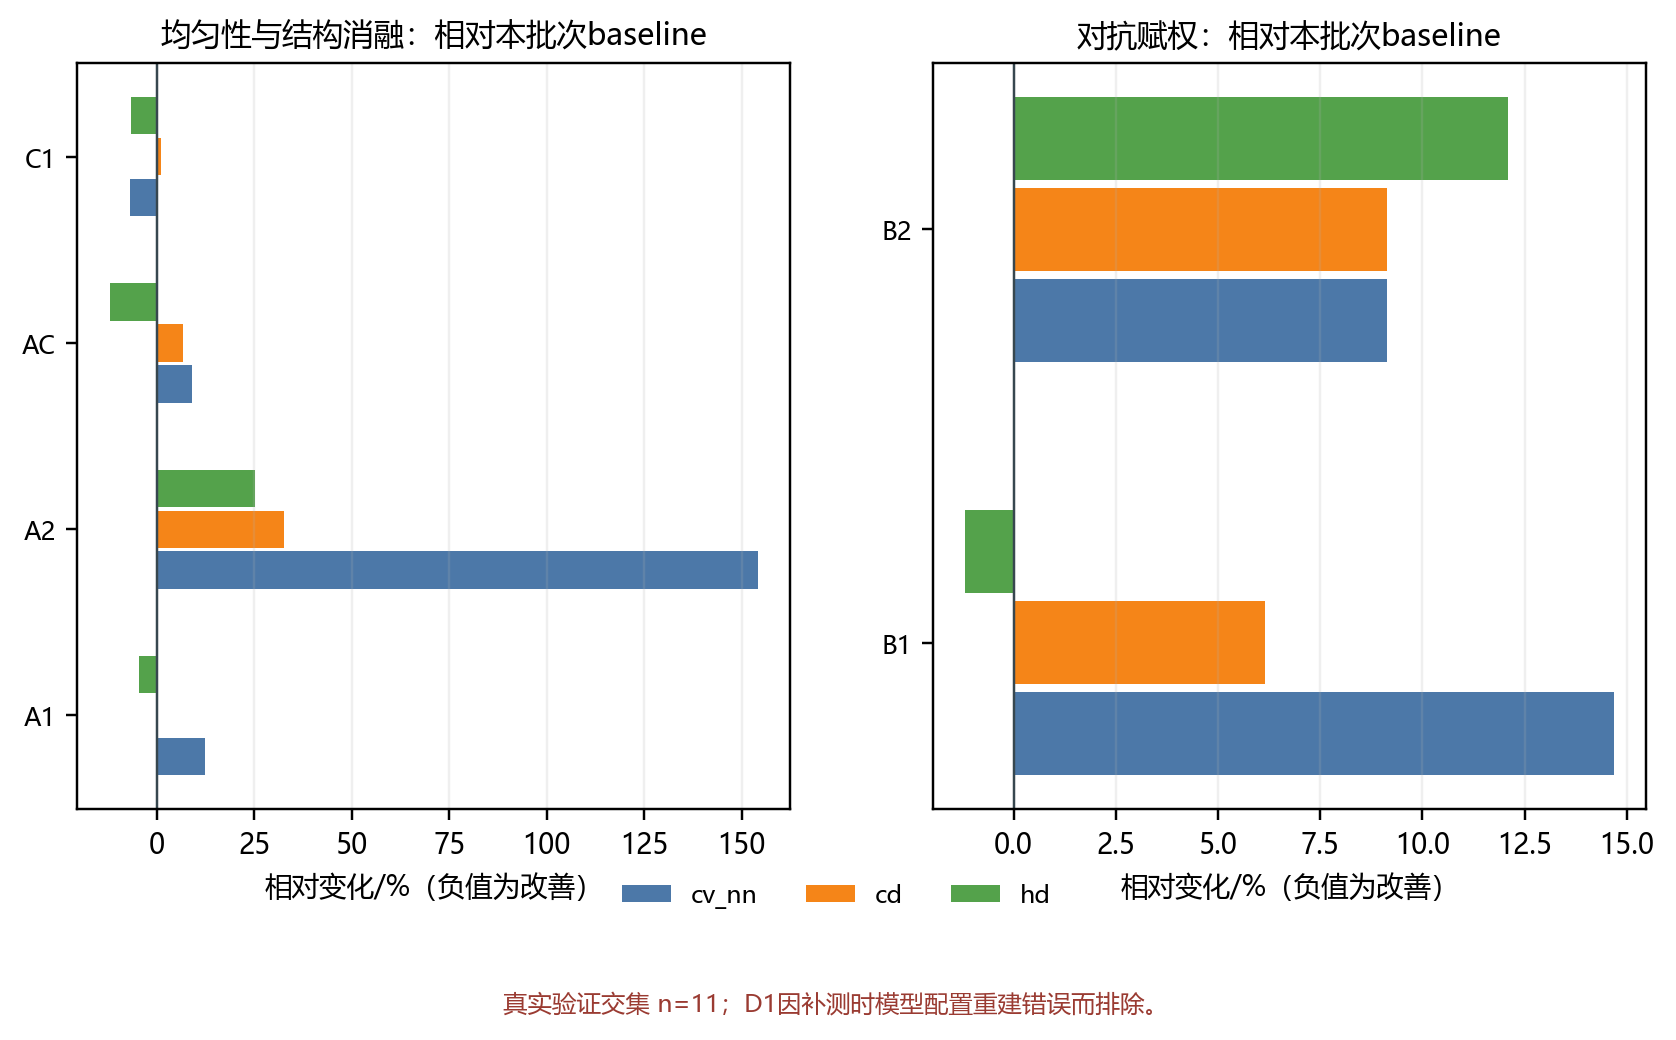 均匀性与结构消融：相对本批次baseline
C1
AC
A2
A1
0 25 50 75 100 125 150
相对变化/%（负值为改善）
对抗赋权：相对本批次baseline
B2
B1
0.0 2.5 5.0 7.5 10.0 12.5 15.0
相对变化/%（负值为改善）
cv_nn cd hd
真实验证交集 n=11；D1因补测时模型配置重建错误而排除。